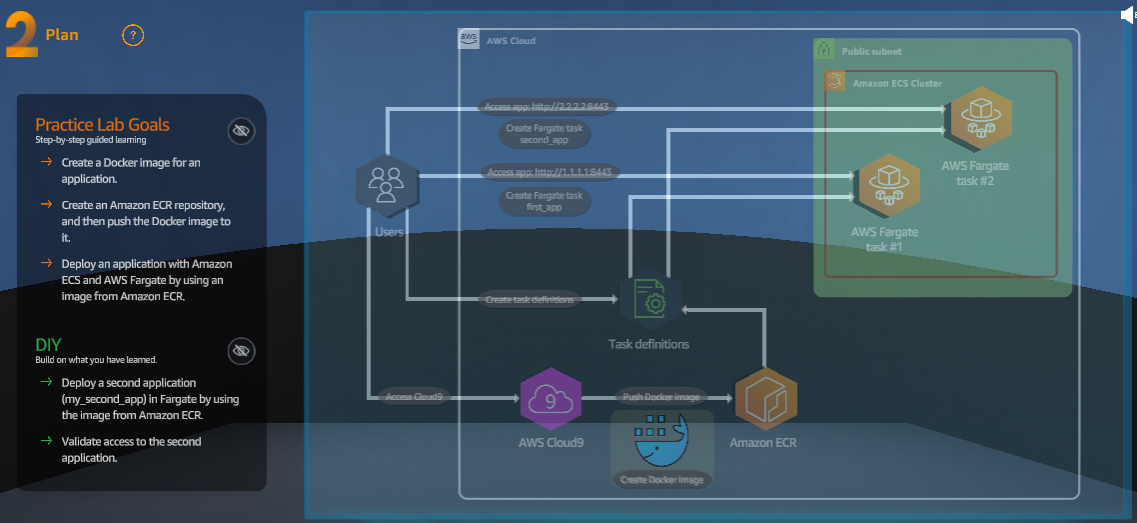 2 Plan ?
Practice Lab Goals
Step-by-step guided learning
→ Create a Docker image for an
application.
→ Create an Amazon ECR repository,
and then push the Docker image to
it.
→ Deploy an application with Amazon
ECS and AWS Fargate by using an
image from Amazon ECR.
DIY
Build on what you have learned.
→ Deploy a second application
(my_second_app) in Fargate by using
the image from Amazon ECR.
→ Validate access to the second
application.
aws
AWS Cloud
Public subnet
Amazon ECS Cluster
Access app: http://2.2.2.2:8443
Create Fargate task
second_app
AWS Fargate
task #2
Access app: http://1.1.1.1:8443
Create Fargate task
first_app
Users
AWS Fargate
task #1
Create task definitions
Task definitions
Access Cloud9
9
AWS Cloud9
Push Docker image
Amazon ECR
Create Docker image